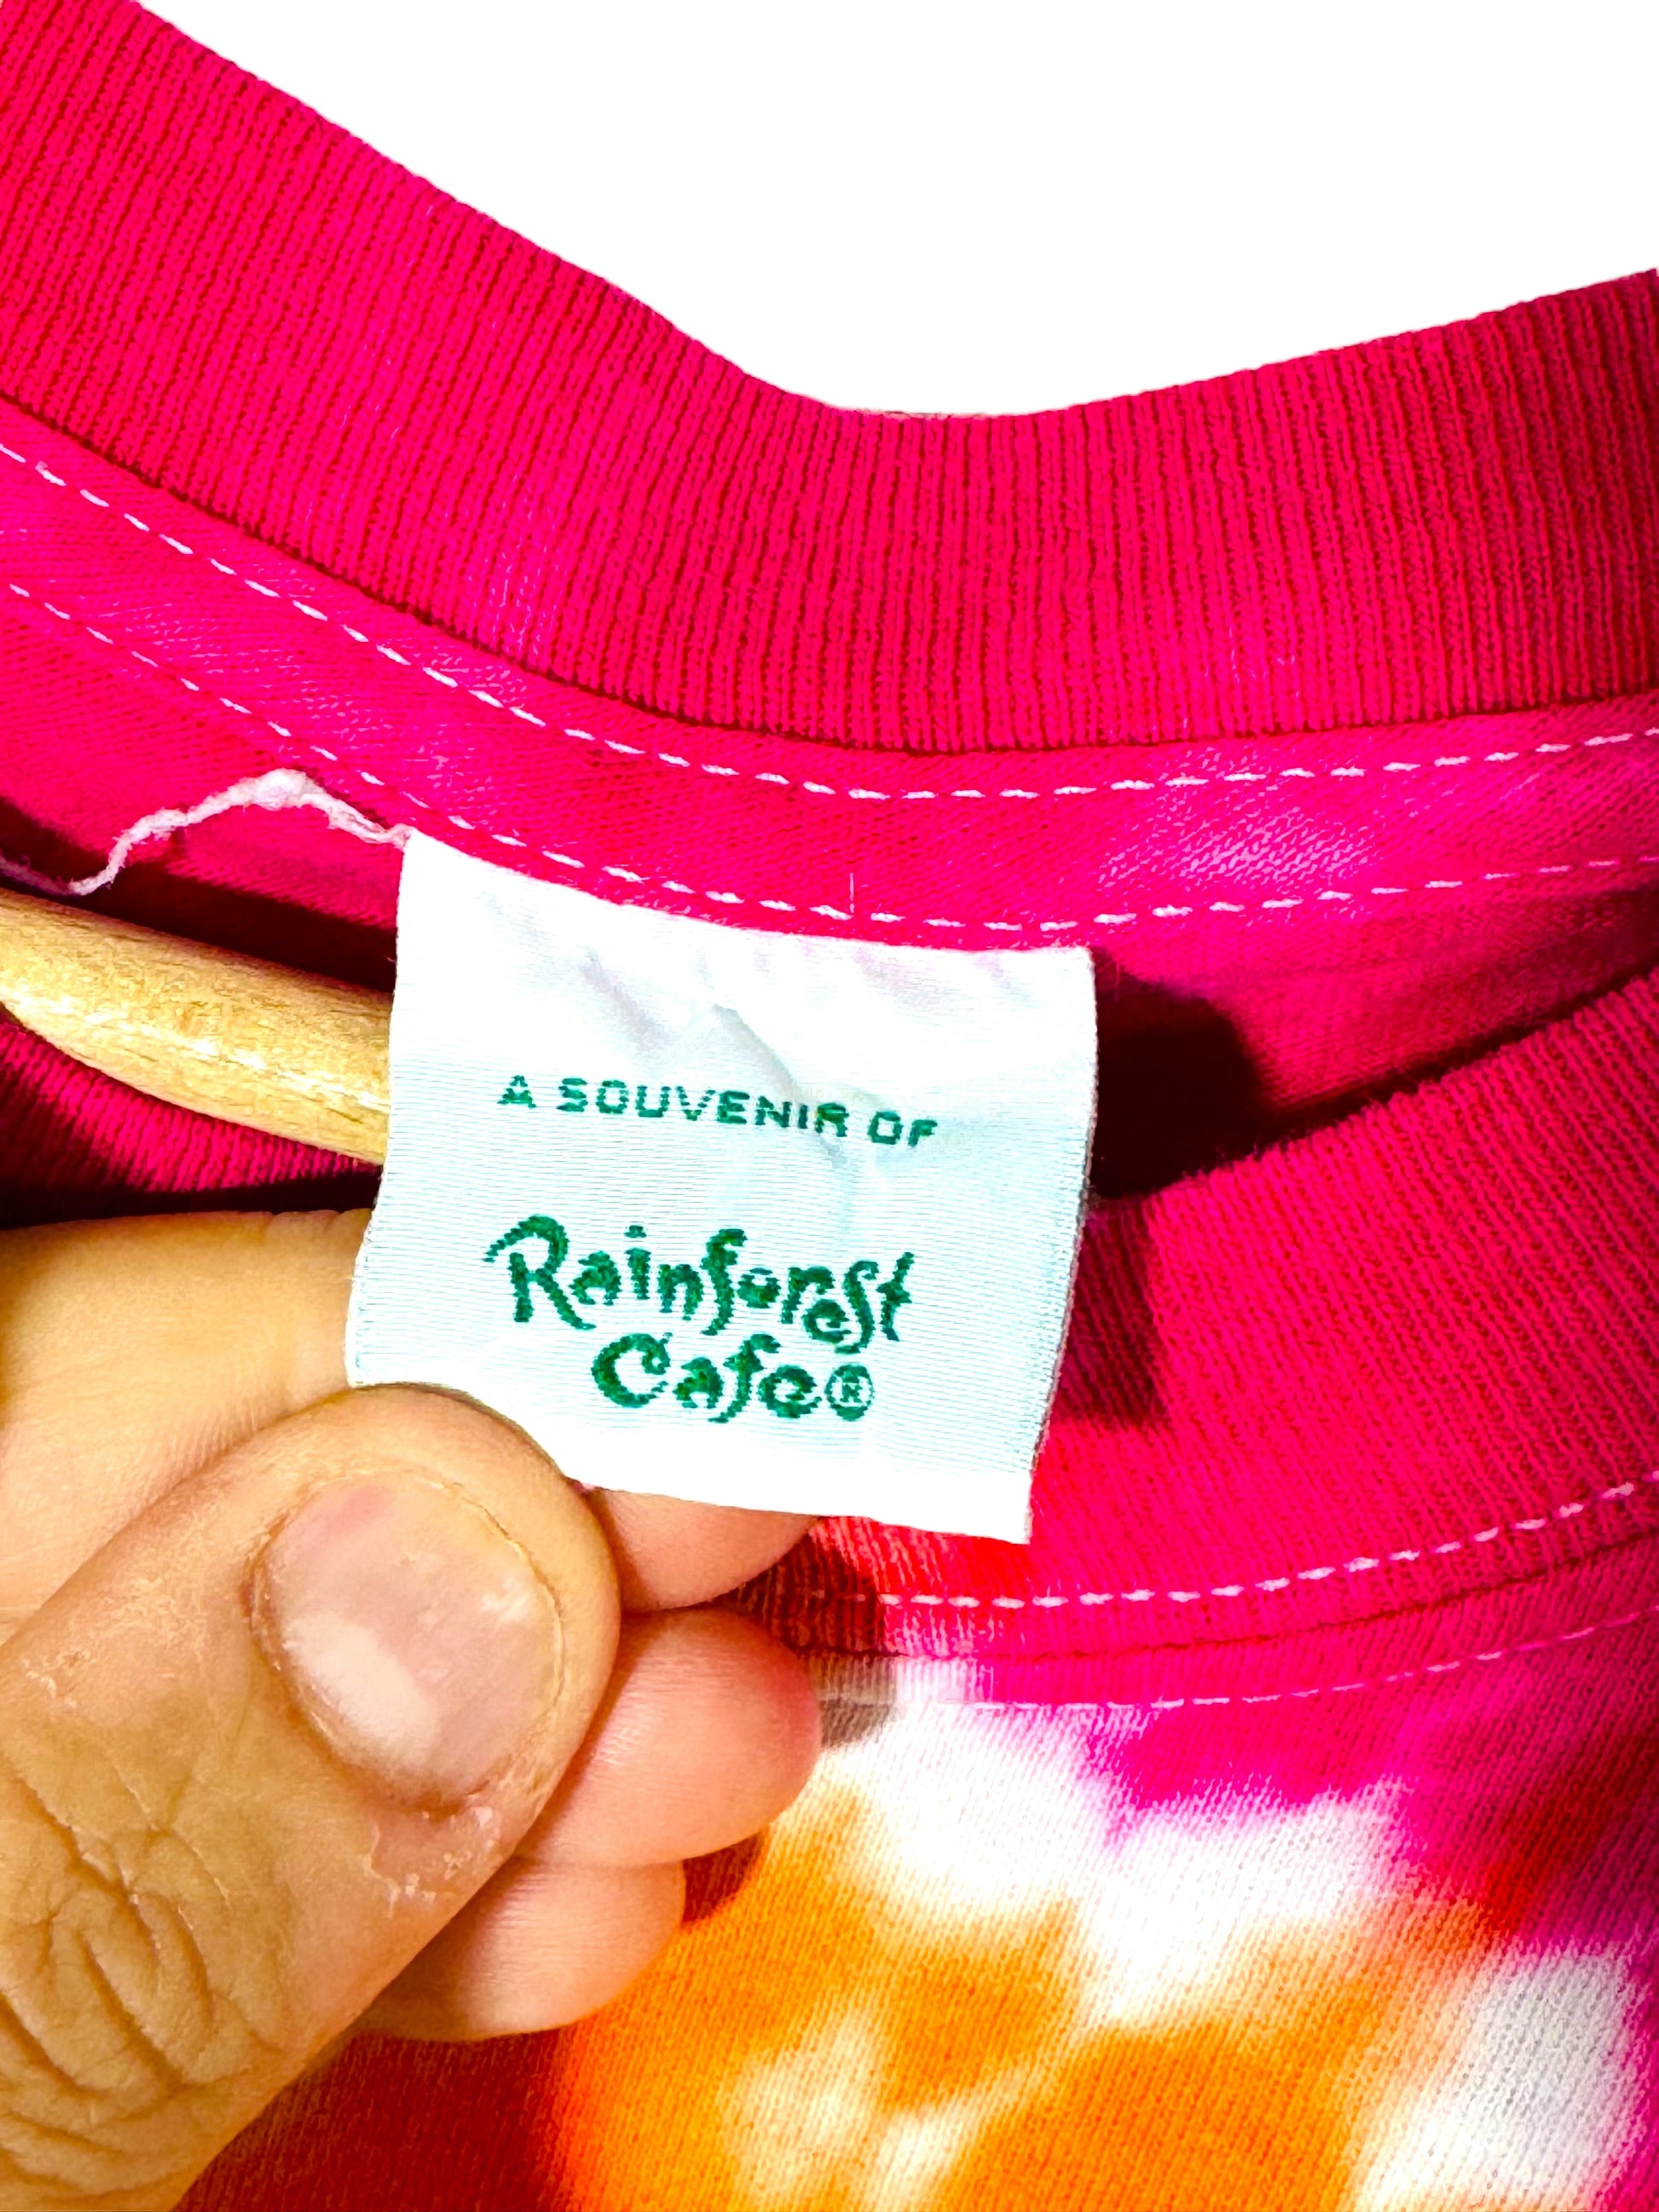 A SOUVENIR OF
Rainforest
Cafe®